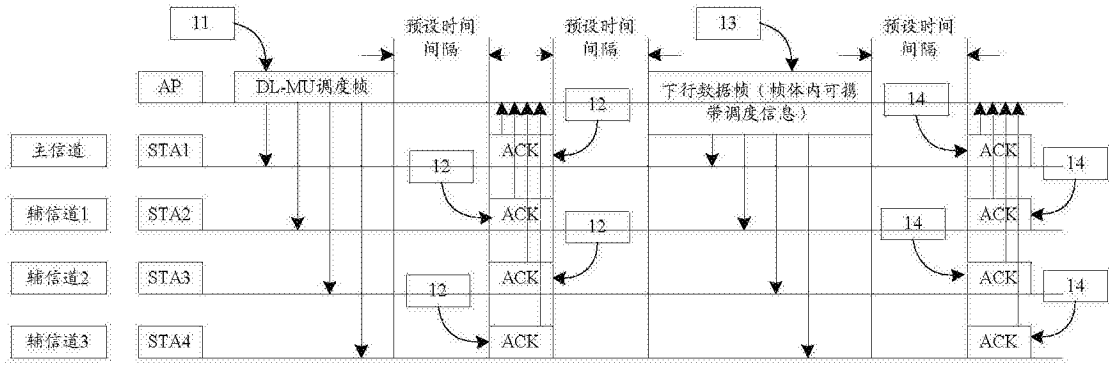 11
预设时间
间隔
预设时间
间隔
13
预设时间
间隔
AP
DL-MU调度帧
下行数据帧（帧体内可携
带调度信息）
12
14
主信道
STA1
ACK
ACK
12
14
辅信道1
STA2
ACK
ACK
12
14
辅信道2
STA3
ACK
ACK
12
14
辅信道3
STA4
ACK
ACK